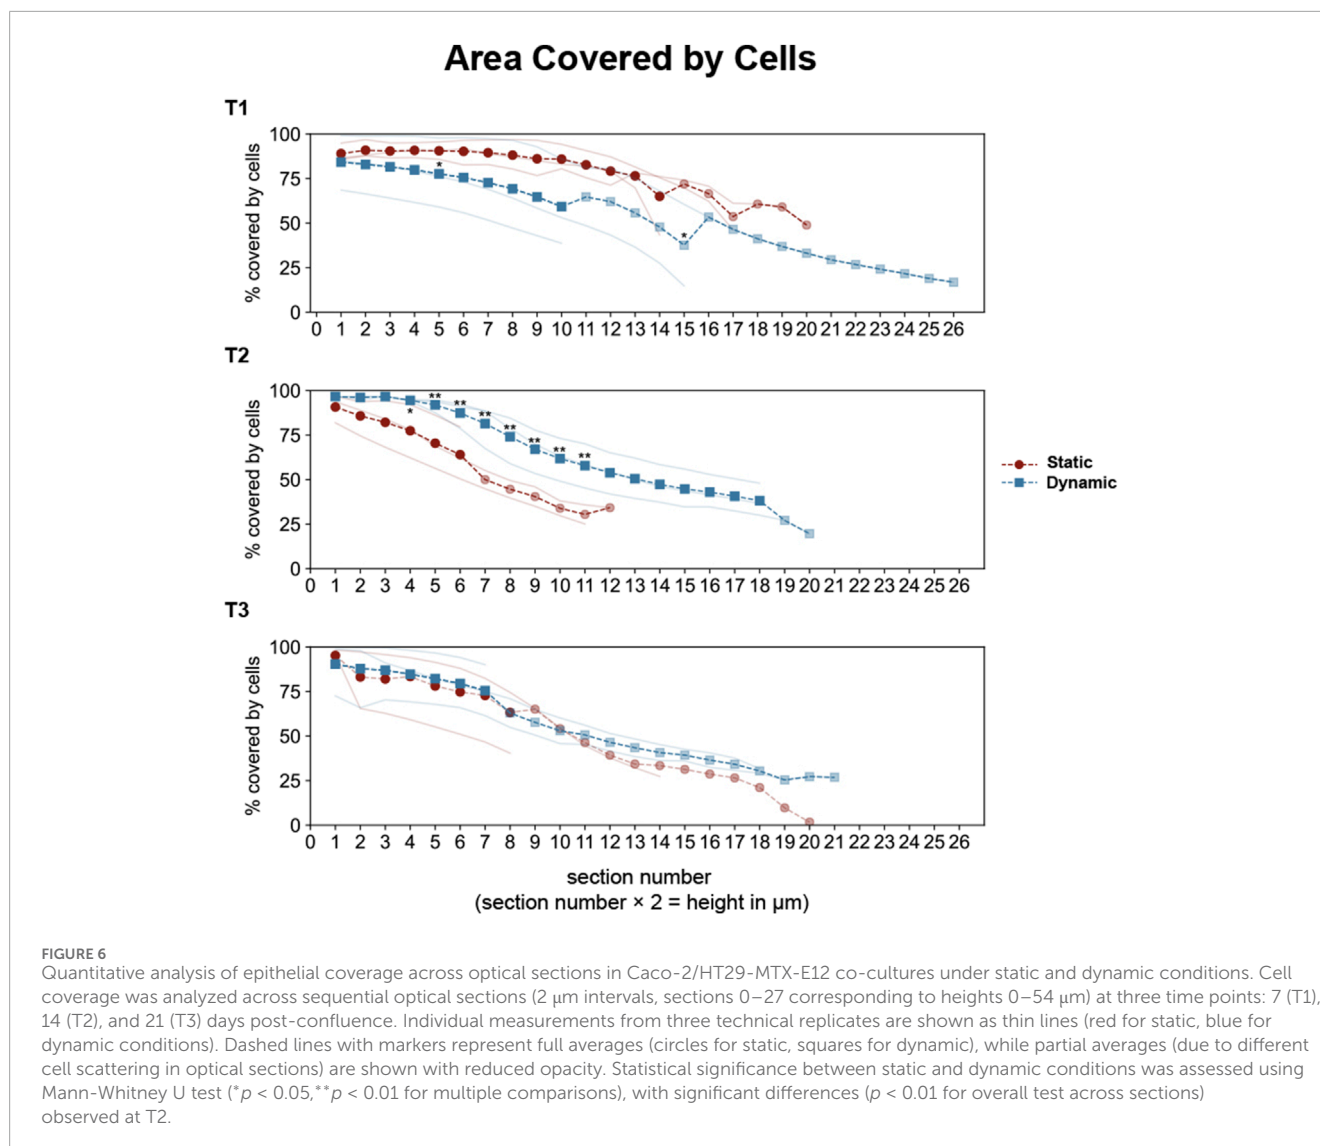 Area Covered by Cells
T1
% covered by cells
100
75
50
25
0
* *
0 1 2 3 4 5 6 7 8 9 10 11 12 13 14 15 16 17 18 19 20 21 22 23 24 25 26
T2
% covered by cells
100
75
50
25
0
* ** ** ** ** ** ** **
0 1 2 3 4 5 6 7 8 9 10 11 12 13 14 15 16 17 18 19 20 21 22 23 24 25 26
Static
Dynamic
T3
% covered by cells
100
75
50
25
0
0 1 2 3 4 5 6 7 8 9 10 11 12 13 14 15 16 17 18 19 20 21 22 23 24 25 26
section number
(section number × 2 = height in µm)
FIGURE 6
Quantitative analysis of epithelial coverage across optical sections in Caco-2/HT29-MTX-E12 co-cultures under static and dynamic conditions. Cell
coverage was analyzed across sequential optical sections (2 µm intervals, sections 0–27 corresponding to heights 0–54 µm) at three time points: 7 (T1),
14 (T2), and 21 (T3) days post-confluence. Individual measurements from three technical replicates are shown as thin lines (red for static, blue for
dynamic conditions). Dashed lines with markers represent full averages (circles for static, squares for dynamic), while partial averages (due to different
cell scattering in optical sections) are shown with reduced opacity. Statistical significance between static and dynamic conditions was assessed using
Mann-Whitney U test (*p < 0.05,**p < 0.01 for multiple comparisons), with significant differences (p < 0.01 for overall test across sections)
observed at T2.